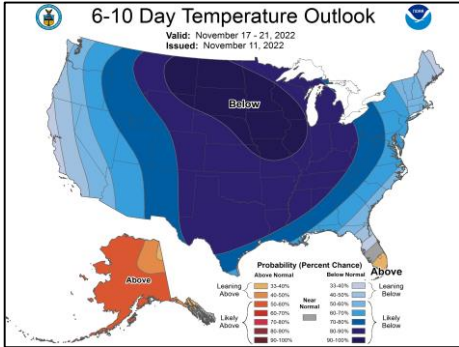 6-10 Day Temperature Outlook
Valid: November 17 - 21, 2022
Issued: November 11, 2022
Below
Above
Above
Probability (Percent Chance)
Above Normal
Below Normal
Leaning Above
Likely Above
33-40%
40-50%
50-60%
60-70%
70-80%
80-90%
90-100%
Near Normal
33-40%
40-50%
50-60%
60-70%
70-80%
80-90%
90-100%
Leaning Below
Likely Below